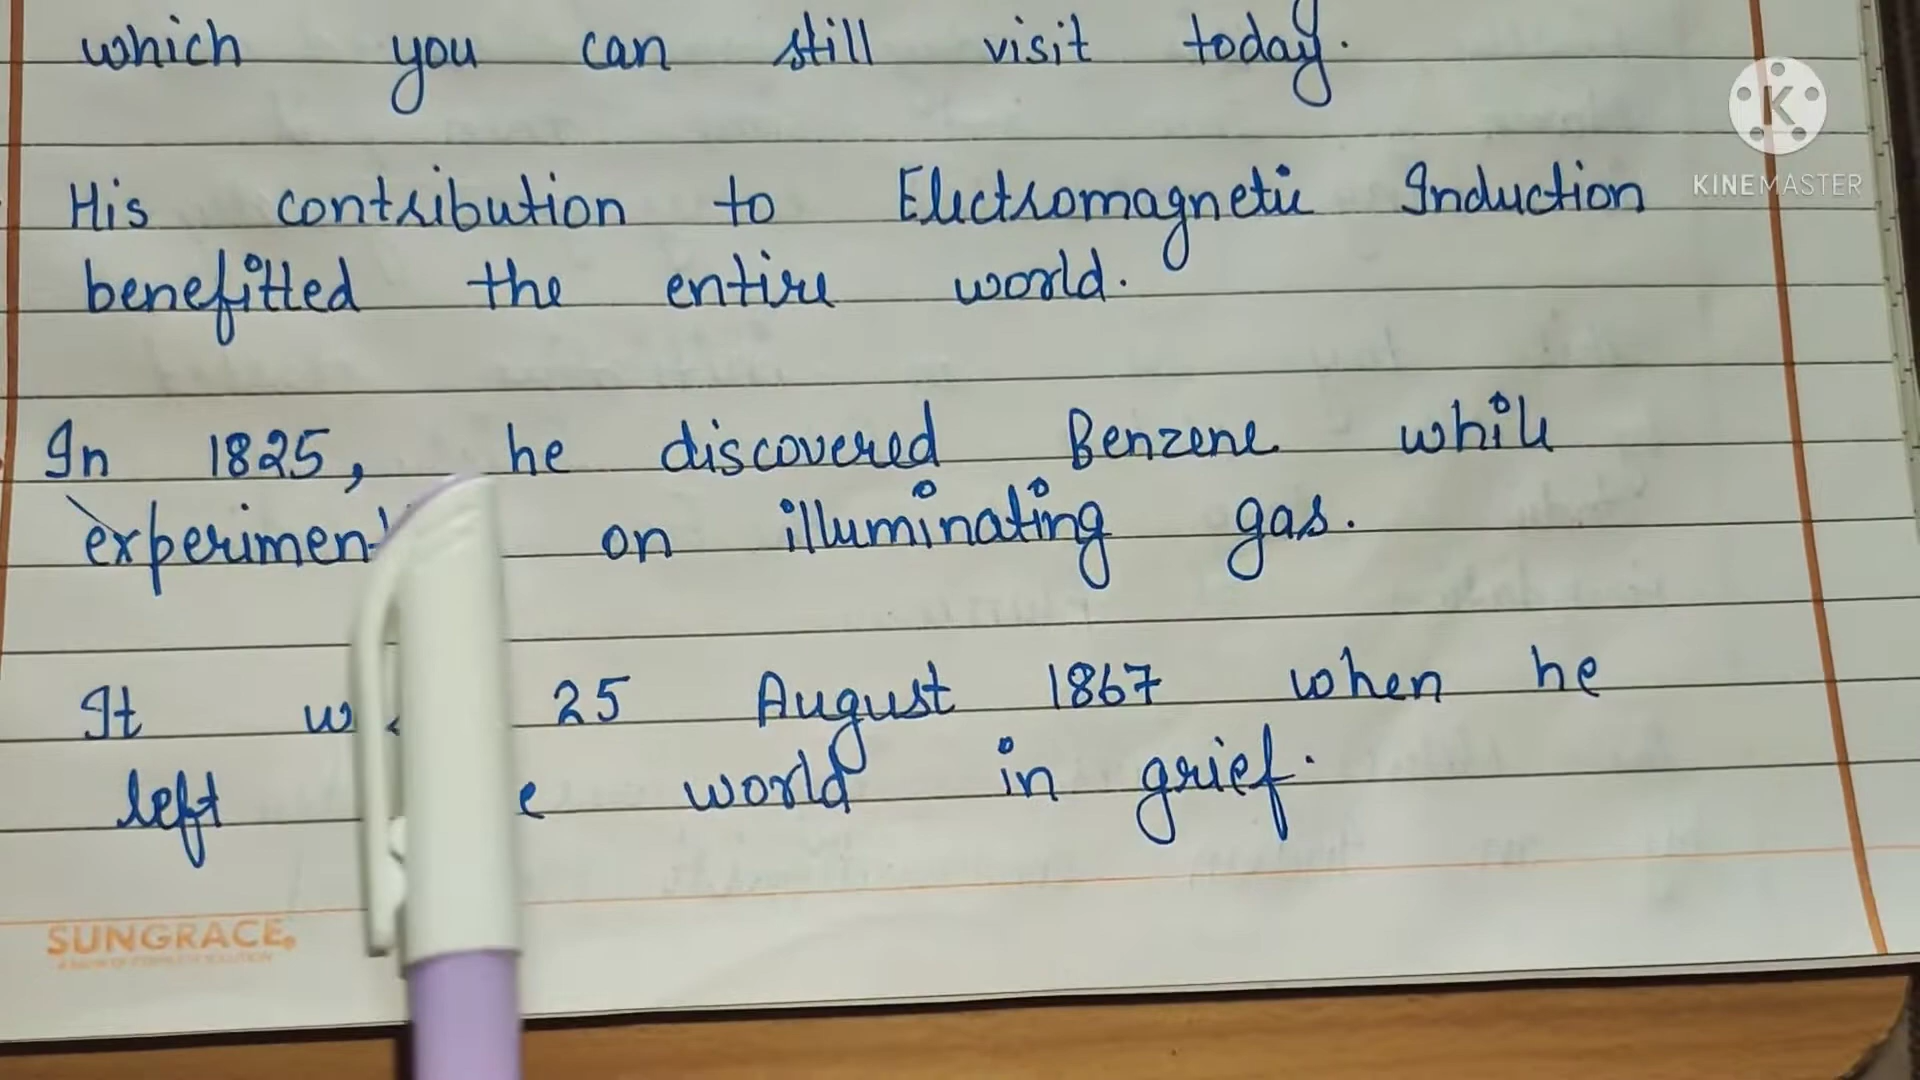 which you can still visit today.
KINEMASTER
His contribution to Electromagnetic Induction
benefitted the entire world.
In 1825, he discovered Benzene while
on illuminating gas.
It 25 August 1867 when he
left world in grief.
SUNGRACE